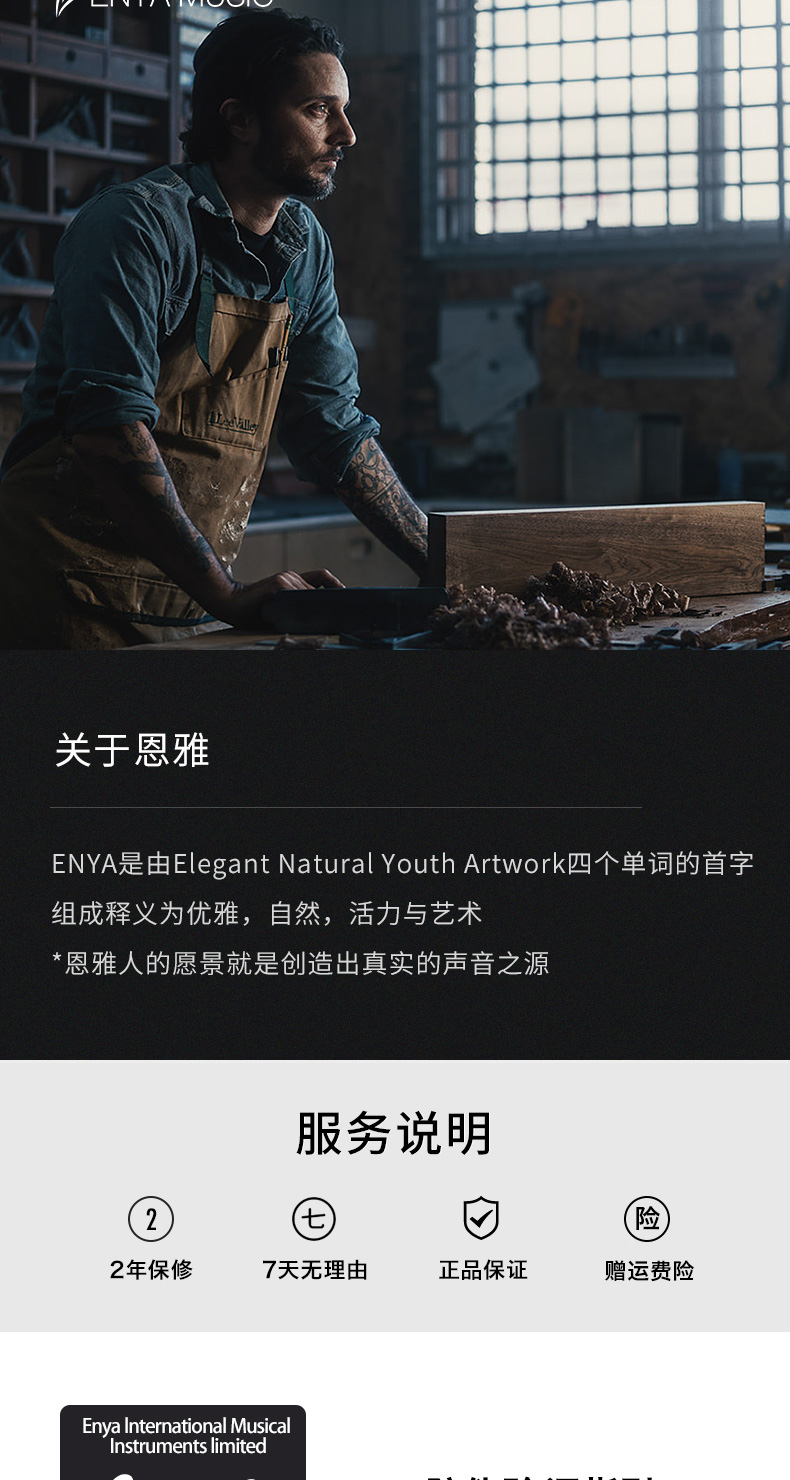 ENYA MUSIC
Lee Valley
关于恩雅
ENYA是由Elegant Natural Youth Artwork四个单词的首字
组成释义为优雅，自然，活力与艺术
*恩雅人的愿景就是创造出真实的声音之源
服务说明
2 七 险
2年保修 7天无理由 正品保证 赠运费险
Enya International Musical
Instruments limited